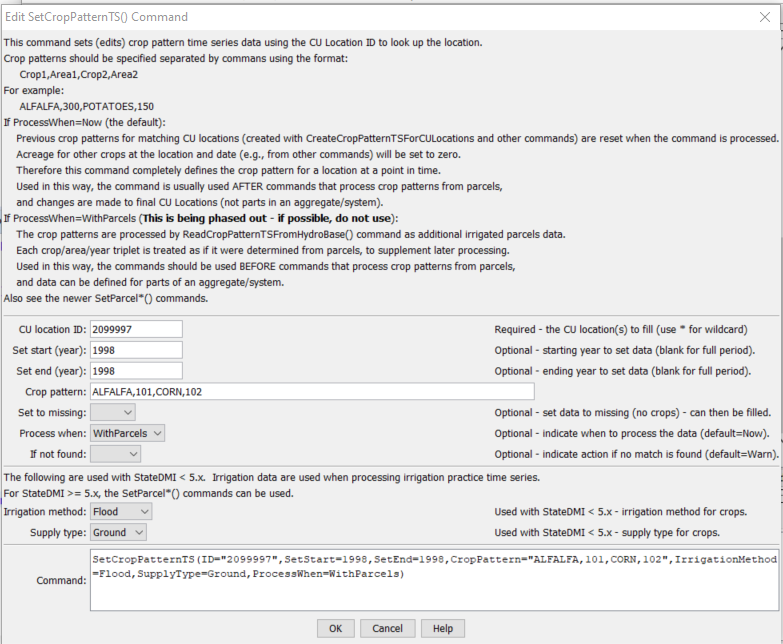 Edit SetCropPatternTS() Command
This command sets (edits) crop pattern time series data using the CU Location ID to look up the location.
Crop patterns should be specified separated by commans using the format:
Crop1,Area1,Crop2,Area2
For example:
ALFALFA,300,POTATOES,150
If ProcessWhen=Now (the default):
Previous crop patterns for matching CU locations (created with CreateCropPatternTSForCULocations and other commands) are reset when the command is processed.
Acreage for other crops at the location and date (e.g., from other commands) will be set to zero.
Therefore this command completely defines the crop pattern for a location at a point in time.
Used in this way, the command is usually used AFTER commands that process crop patterns from parcels,
and changes are made to final CU Locations (not parts in an aggregate/system).
If ProcessWhen=WithParcels (This is being phased out - if possible, do not use):
The crop patterns are processed by ReadCropPatternTSFromHydroBase() command as additional irrigated parcels data.
Each crop/area/year triplet is treated as if it were determined from parcels, to supplement later processing.
Used in this way, the commands should be used BEFORE commands that process crop patterns from parcels,
and data can be defined for parts of an aggregate/system.
Also see the newer SetParcel*() commands.
CU location ID: 2099997 Required - the CU location(s) to fill (use * for wildcard)
Set start (year): 1998 Optional - starting year to set data (blank for full period).
Set end (year): 1998 Optional - ending year to set data (blank for full period).
Crop pattern: ALFALFA,101,CORN,102
Set to missing: Optional - set data to missing (no crops) - can then be filled.
Process when: WithParcels Optional - indicate when to process the data (default=Now).
If not found: Optional - indicate action if no match is found (default=Warn).
The following are used with StateDMI < 5.x. Irrigation data are used when processing irrigation practice time series.
For StateDMI >= 5.x, the SetParcel*() commands can be used.
Irrigation method: Flood Used with StateDMI < 5.x - irrigation method for crops.
Supply type: Ground Used with StateDMI < 5.x - supply type for crops.
Command: SetCropPatternTS(ID="2099997",SetStart=1998,SetEnd=1998,CropPattern="ALFALFA,101,CORN,102",IrrigationMethod
=Flood,SupplyType=Ground,ProcessWhen=WithParcels)
OK Cancel Help